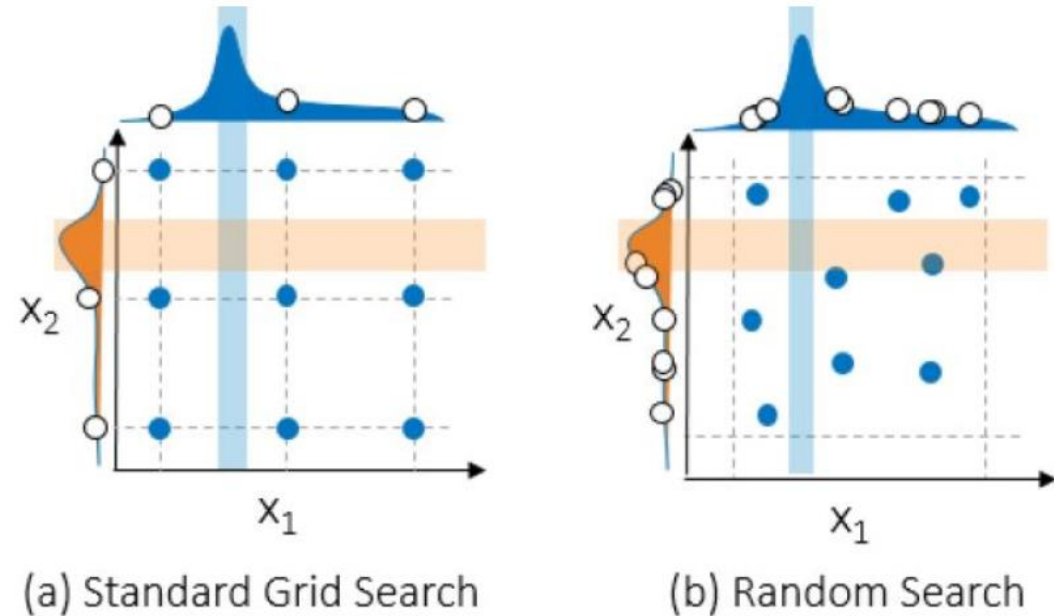 X₂
X₁
(a) Standard Grid Search
X₂
X₁
(b) Random Search